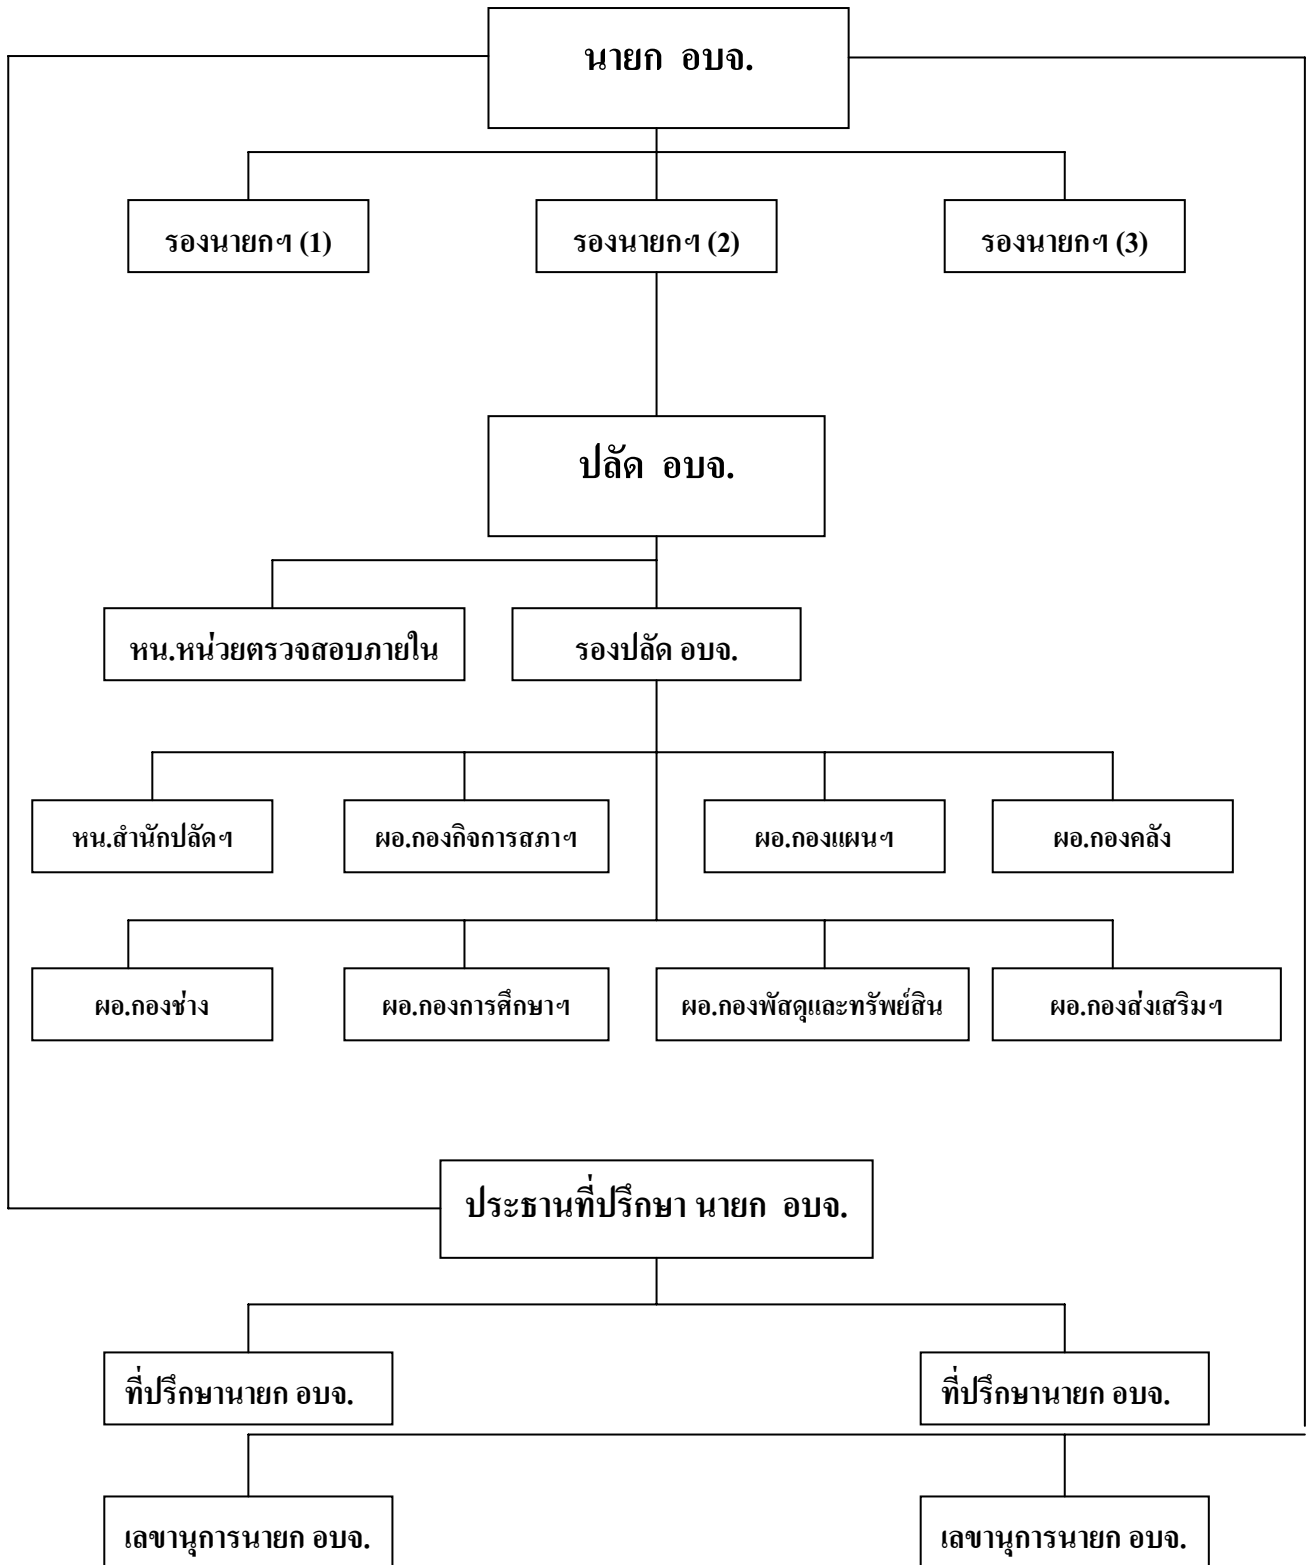 นายก อบจ.
รองนายกฯ (1)
รองนายกฯ (2)
รองนายกฯ (3)
ปลัด อบจ.
หน.หน่วยตรวจสอบภายใน
รองปลัด อบจ.
หน.สำนักปลัดฯ
ผอ.กองกิจการสภาฯ
ผอ.กองแผนฯ
ผอ.กองคลัง
ผอ.กองช่าง
ผอ.กองการศึกษาฯ
ผอ.กองพัสดุและทรัพย์สิน
ผอ.กองส่งเสริมฯ
ประธานที่ปรึกษา นายก อบจ.
ที่ปรึกษานายก อบจ.
ที่ปรึกษานายก อบจ.
เลขานุการนายก อบจ.
เลขานุการนายก อบจ.